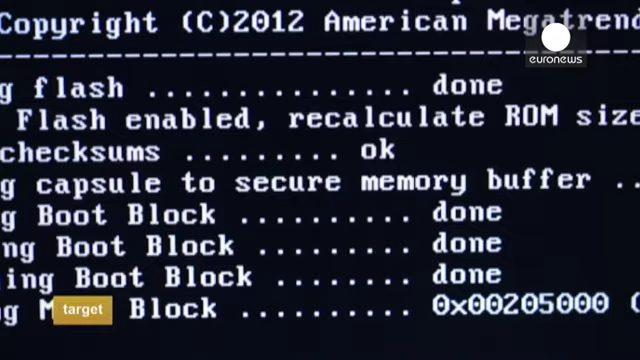 Copyright (C)2012 American Megatrend
euronews
g flash ............... done
Flash enabled, recalculate ROM size
checksums ......... ok
g capsule to secure memory buffer ..
g Boot Block .......... done
ng Boot Block ......... done
ing Boot Block ........ done
g M Block .......... 0x00205000
target